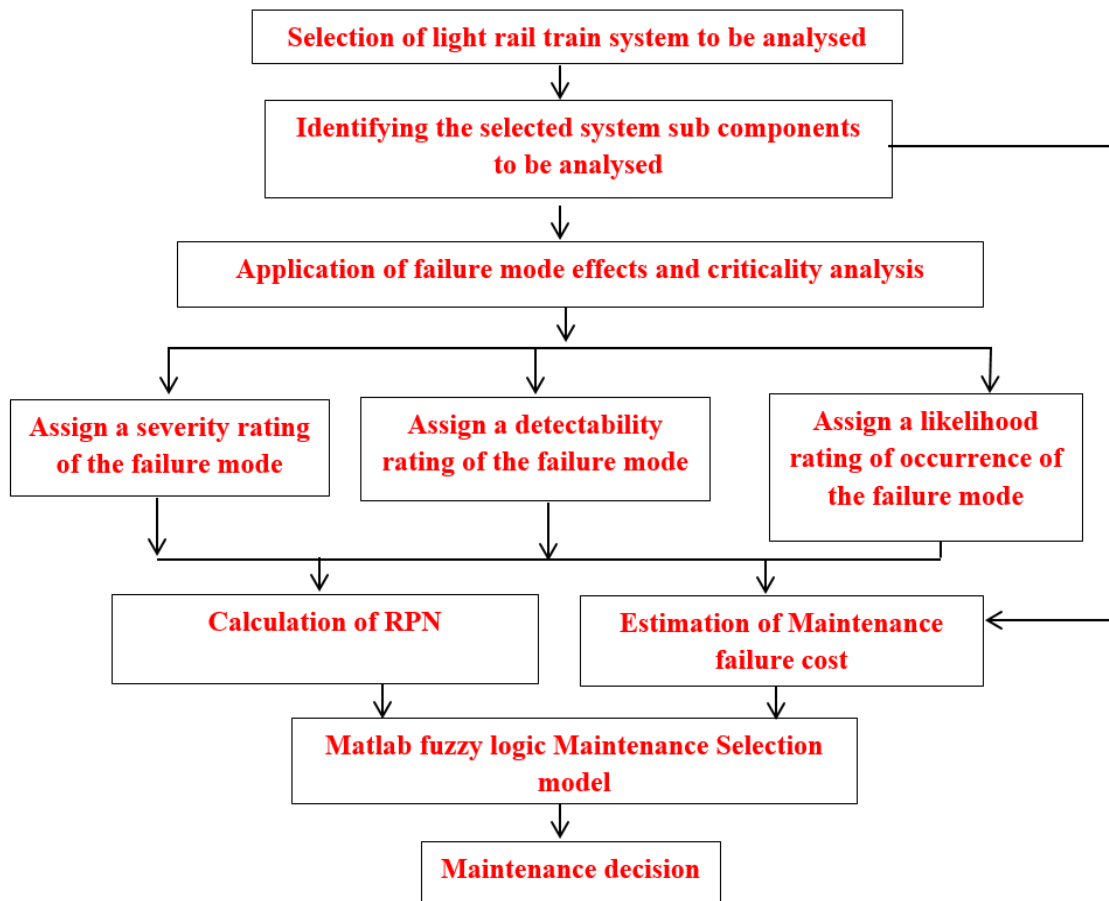 Selection of light rail train system to be analysed
Identifying the selected system sub components
to be analysed
Application of failure mode effects and criticality analysis
Assign a severity rating
of the failure mode
Assign a detectability
rating of the failure mode
Assign a likelihood
rating of occurrence of
the failure mode
Calculation of RPN
Estimation of Maintenance
failure cost
Matlab fuzzy logic Maintenance Selection
model
Maintenance decision